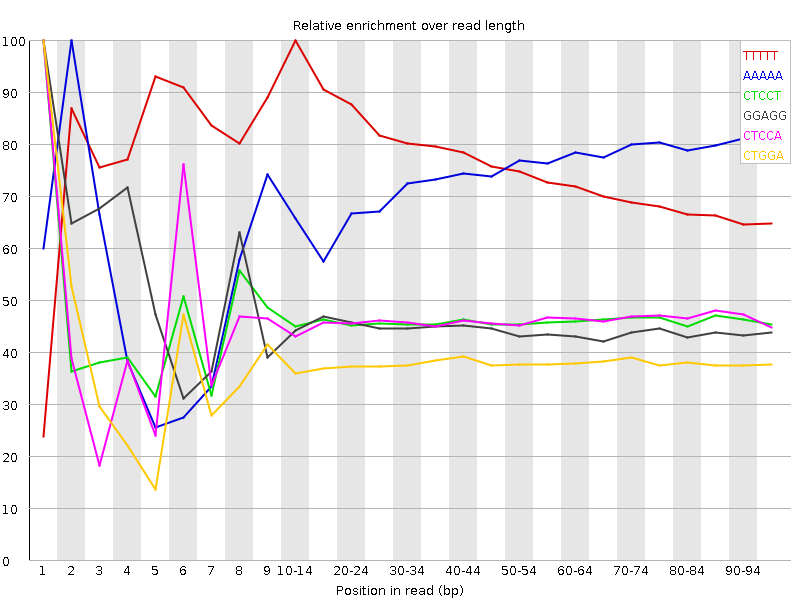 Relative enrichment over read length
100
90
80
70
60
50
40
30
20
10
0
TTTTT
AAAAA
CTCCT
GGAGG
CTCCA
CTGGA
1 2 3 4 5 6 7 8 9 10-14 20-24 30-34 40-44 50-54 60-64 70-74 80-84 90-94
Position in read (bp)